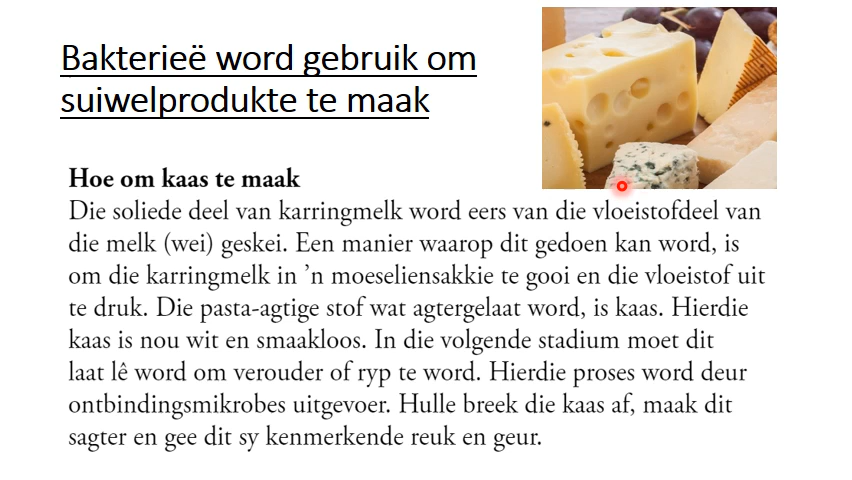 Bakterieë word gebruik om
suiwelprodukte te maak
Hoe om kaas te maak
Die soliede deel van karringmelk word eers van die vloeistofdeel van
die melk (wei) geskei. Een manier waarop dit gedoen kan word, is
om die karringmelk in ’n moeseliensakkie te gooi en die vloeistof uit
te druk. Die pasta-agtige stof wat agtergelaat word, is kaas. Hierdie
kaas is nou wit en smaakloos. In die volgende stadium moet dit
laat lê word om verouder of ryp te word. Hierdie proses word deur
ontbindingsmikrobes uitgevoer. Hulle breek die kaas af, maak dit
sagter en gee dit sy kenmerkende reuk en geur.